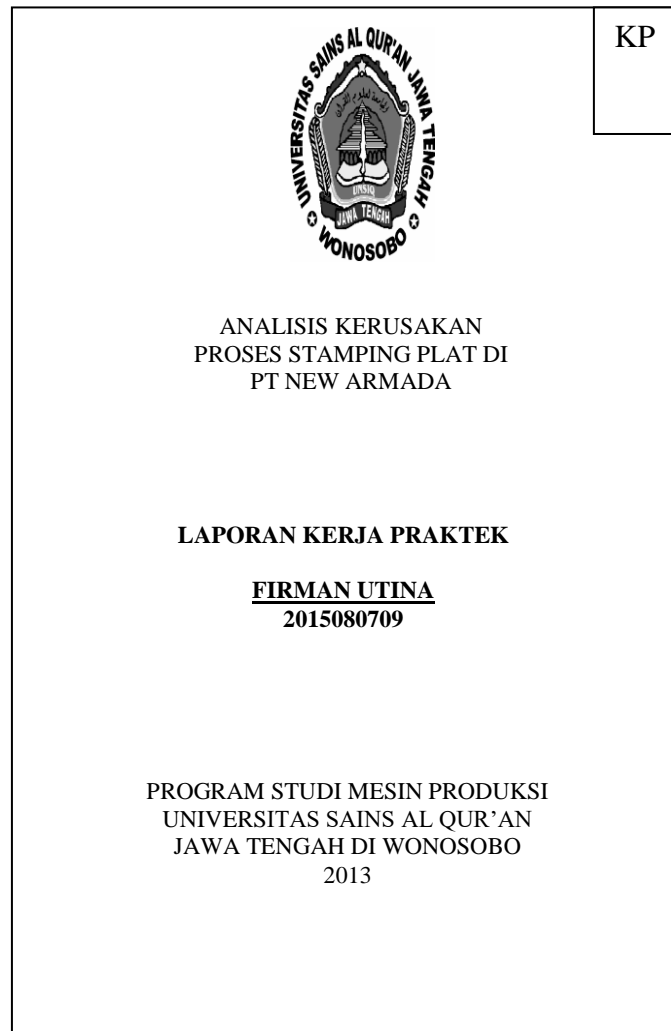 KP
UNIVERSITAS SAINS AL QUR'AN JAWA TENGAH
UNSIQ
JAWA TENGAH
WONOSOBO
ANALISIS KERUSAKAN
PROSES STAMPING PLAT DI
PT NEW ARMADA
LAPORAN KERJA PRAKTEK
FIRMAN UTINA
2015080709
PROGRAM STUDI MESIN PRODUKSI
UNIVERSITAS SAINS AL QUR’AN
JAWA TENGAH DI WONOSOBO
2013